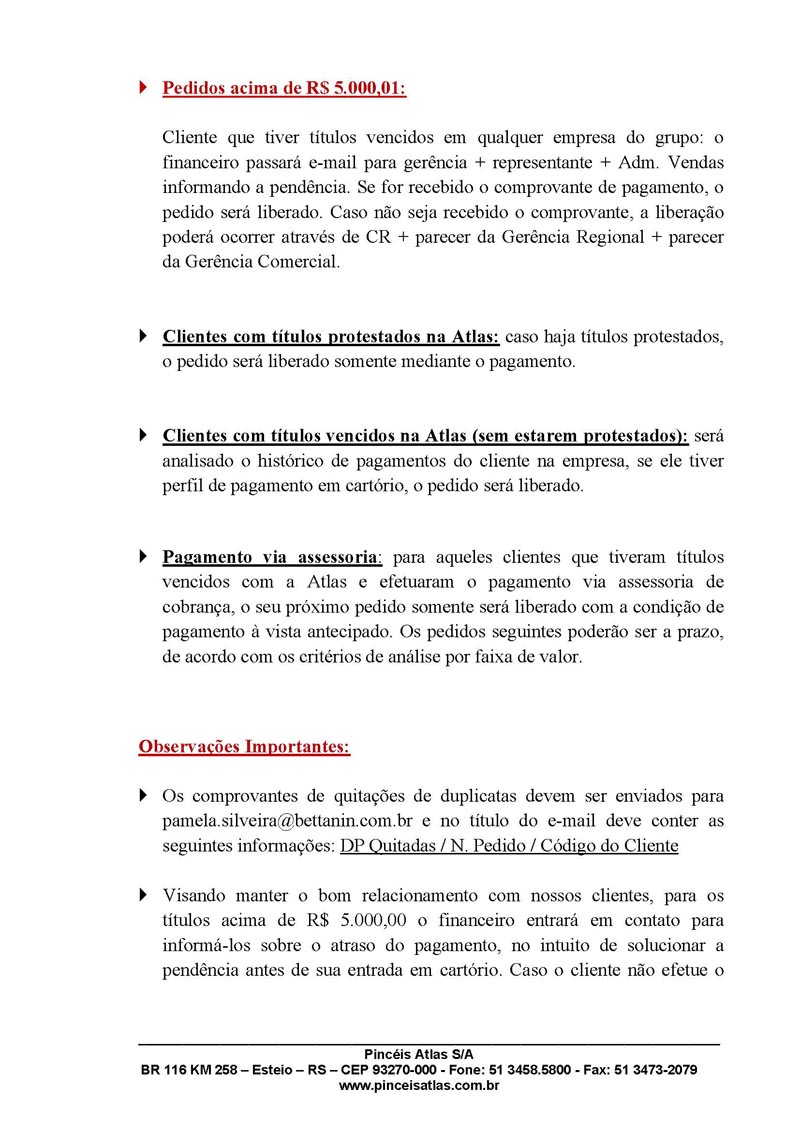 Pedidos acima de R$ 5.000,01:
Cliente que tiver títulos vencidos em qualquer empresa do grupo: o
financeiro passará e-mail para gerência + representante + Adm. Vendas
informando a pendência. Se for recebido o comprovante de pagamento, o
pedido será liberado. Caso não seja recebido o comprovante, a liberação
poderá ocorrer através de CR + parecer da Gerência Regional + parecer
da Gerência Comercial.
Clientes com títulos protestados na Atlas: caso haja títulos protestados,
o pedido será liberado somente mediante o pagamento.
Clientes com títulos vencidos na Atlas (sem estarem protestados): será
analisado o histórico de pagamentos do cliente na empresa, se ele tiver
perfil de pagamento em cartório, o pedido será liberado.
Pagamento via assessoria: para aqueles clientes que tiveram títulos
vencidos com a Atlas e efetuaram o pagamento via assessoria de
cobrança, o seu próximo pedido somente será liberado com a condição de
pagamento à vista antecipado. Os pedidos seguintes poderão ser a prazo,
de acordo com os critérios de análise por faixa de valor.
Observações Importantes:
Os comprovantes de quitações de duplicatas devem ser enviados para
pamela.silveira@bettanin.com.br e no título do e-mail deve conter as
seguintes informações: DP Quitadas / N. Pedido / Código do Cliente
Visando manter o bom relacionamento com nossos clientes, para os
títulos acima de R$ 5.000,00 o financeiro entrará em contato para
informá-los sobre o atraso do pagamento, no intuito de solucionar a
pendência antes de sua entrada em cartório. Caso o cliente não efetue o
Pincéis Atlas S/A
BR 116 KM 258 – Esteio – RS – CEP 93270-000 - Fone: 51 3458.5800 - Fax: 51 3473-2079
www.pinceisatlas.com.br